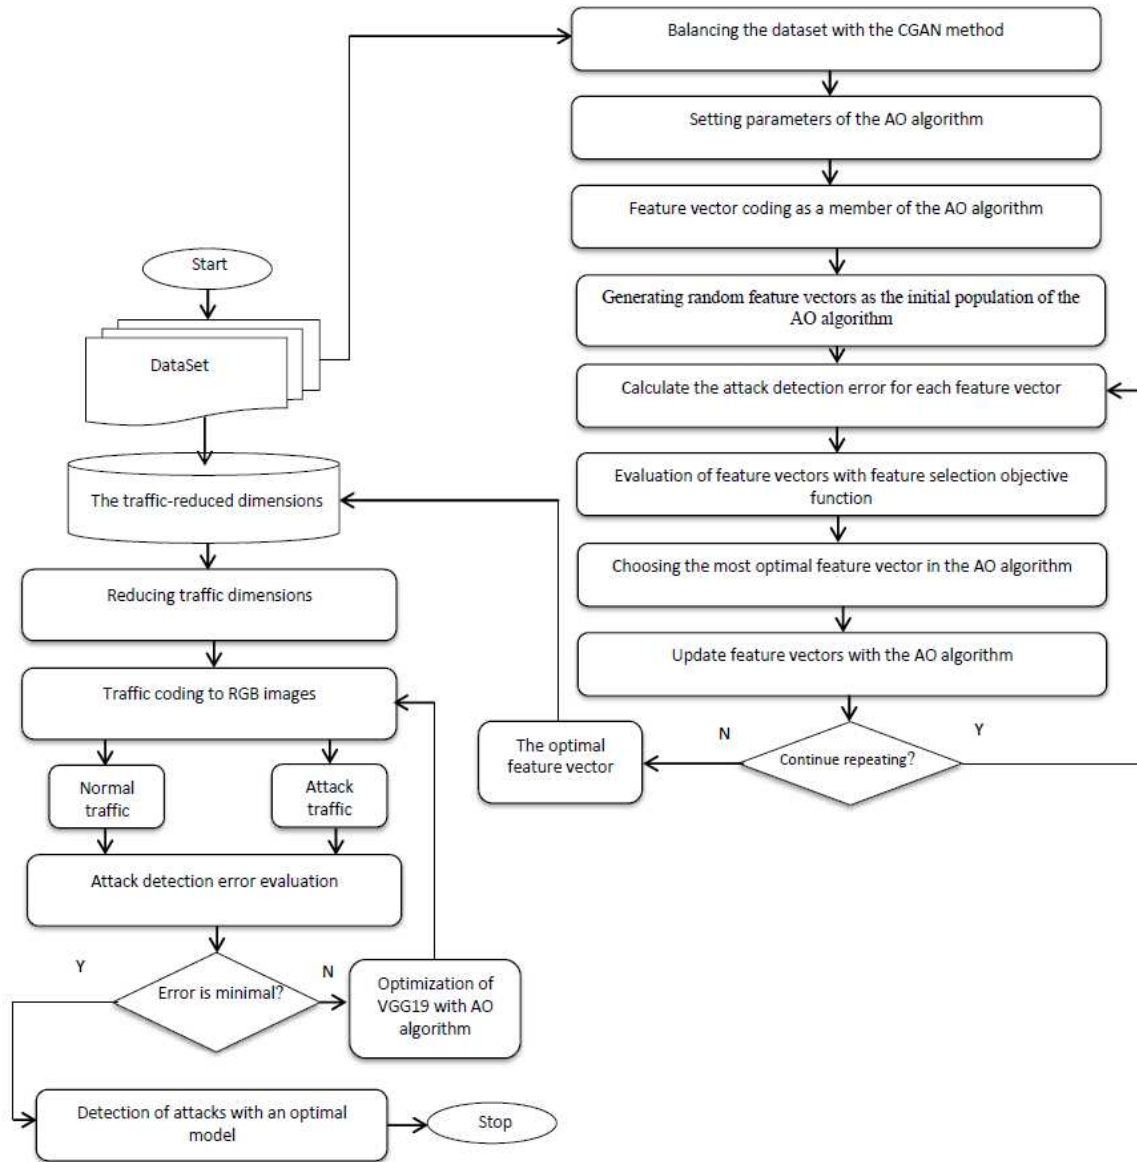 Start
DataSet
The traffic-reduced dimensions
Reducing traffic dimensions
Traffic coding to RGB images
Normal
traffic
Attack
traffic
Attack detection error evaluation
Y
Error is minimal?
N
Optimization of
VGG19 with AO
algorithm
Detection of attacks with an optimal
model
Stop
Balancing the dataset with the CGAN method
Setting parameters of the AO algorithm
Feature vector coding as a member of the AO algorithm
Generating random feature vectors as the initial population of the
AO algorithm
Calculate the attack detection error for each feature vector
Evaluation of feature vectors with feature selection objective
function
Choosing the most optimal feature vector in the AO algorithm
Update feature vectors with the AO algorithm
Continue repeating?
N
Y
The optimal
feature vector